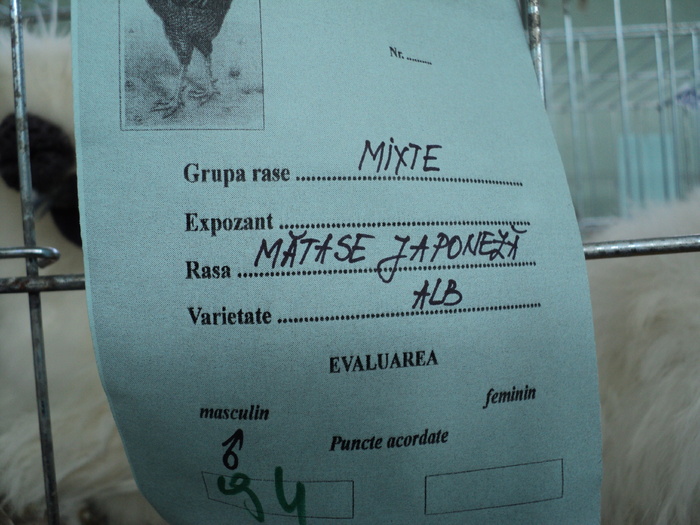 Nr. ........
Grupa rase ........ MIXTE
Expozant ........
Rasa ........ MĂTASE JAPONEZĂ
Varietate ........ ALB
EVALUAREA
masculin feminin
♂ Puncte acordate
94